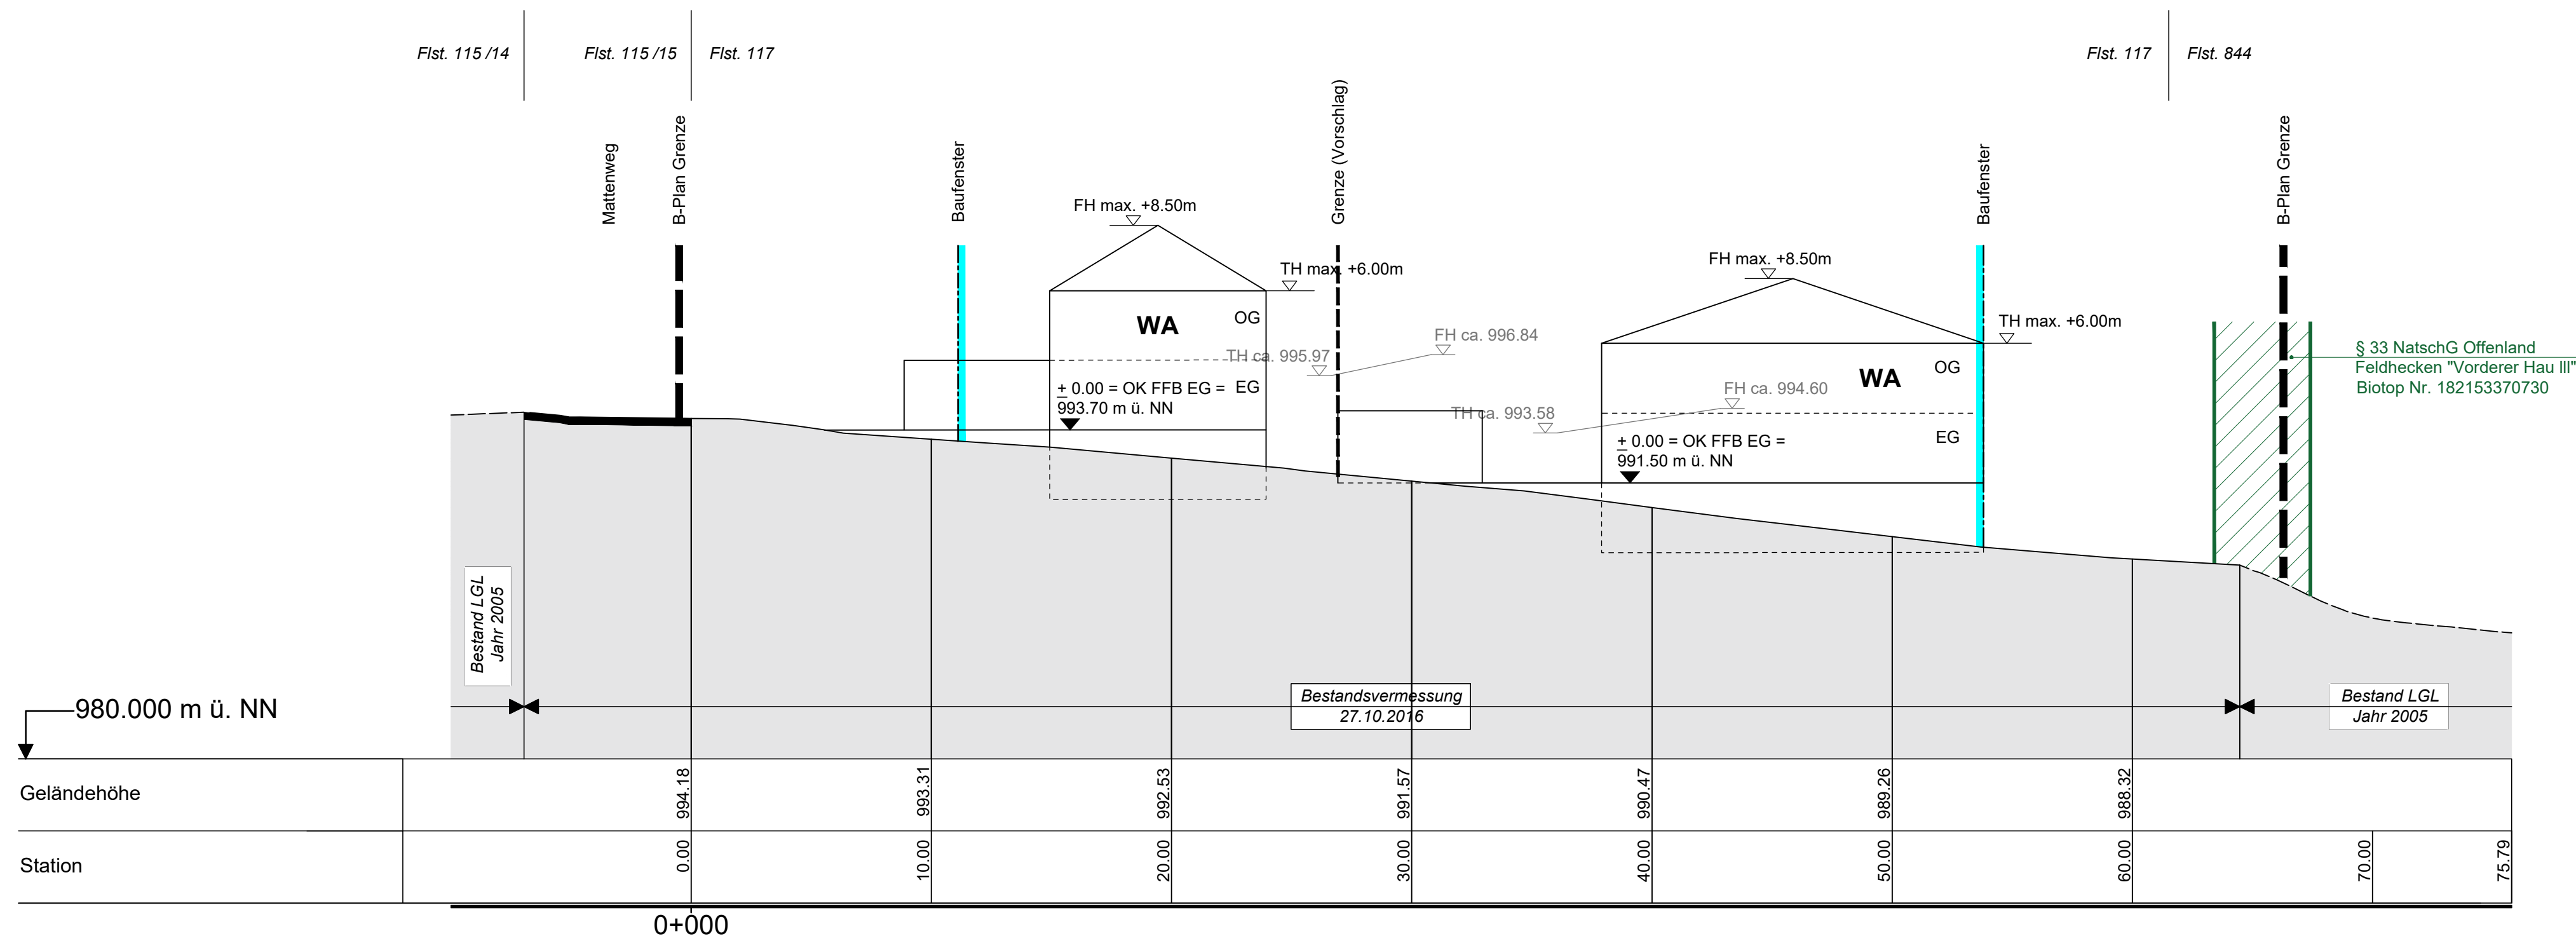 Flst. 115 /14
Flst. 115 /15
Flst. 117
Flst. 117
Flst. 844
Mattenweg
B-Plan Grenze
Baufenster
Grenze (Vorschlag)
Baufenster
B-Plan Grenze
FH max. +8.50m
TH max. +6.00m
WA
OG
EG
± 0.00 = OK FFB EG =
993.70 m ü. NN
TH ca. 995.97
FH ca. 996.84
TH ca. 993.58
FH ca. 994.60
FH max. +8.50m
TH max. +6.00m
WA
OG
EG
± 0.00 = OK FFB EG =
991.50 m ü. NN
§ 33 NatschG Offenland
Feldhecken "Vorderer Hau lll"
Biotop Nr. 182153370730
Bestand LGL
Jahr 2005
Bestandsvermessung
27.10.2016
Bestand LGL
Jahr 2005
980.000 m ü. NN
Geländehöhe
994.18
993.31
992.53
991.57
990.47
989.26
988.32
Station
0.00
10.00
20.00
30.00
40.00
50.00
60.00
70.00
75.79
0+000